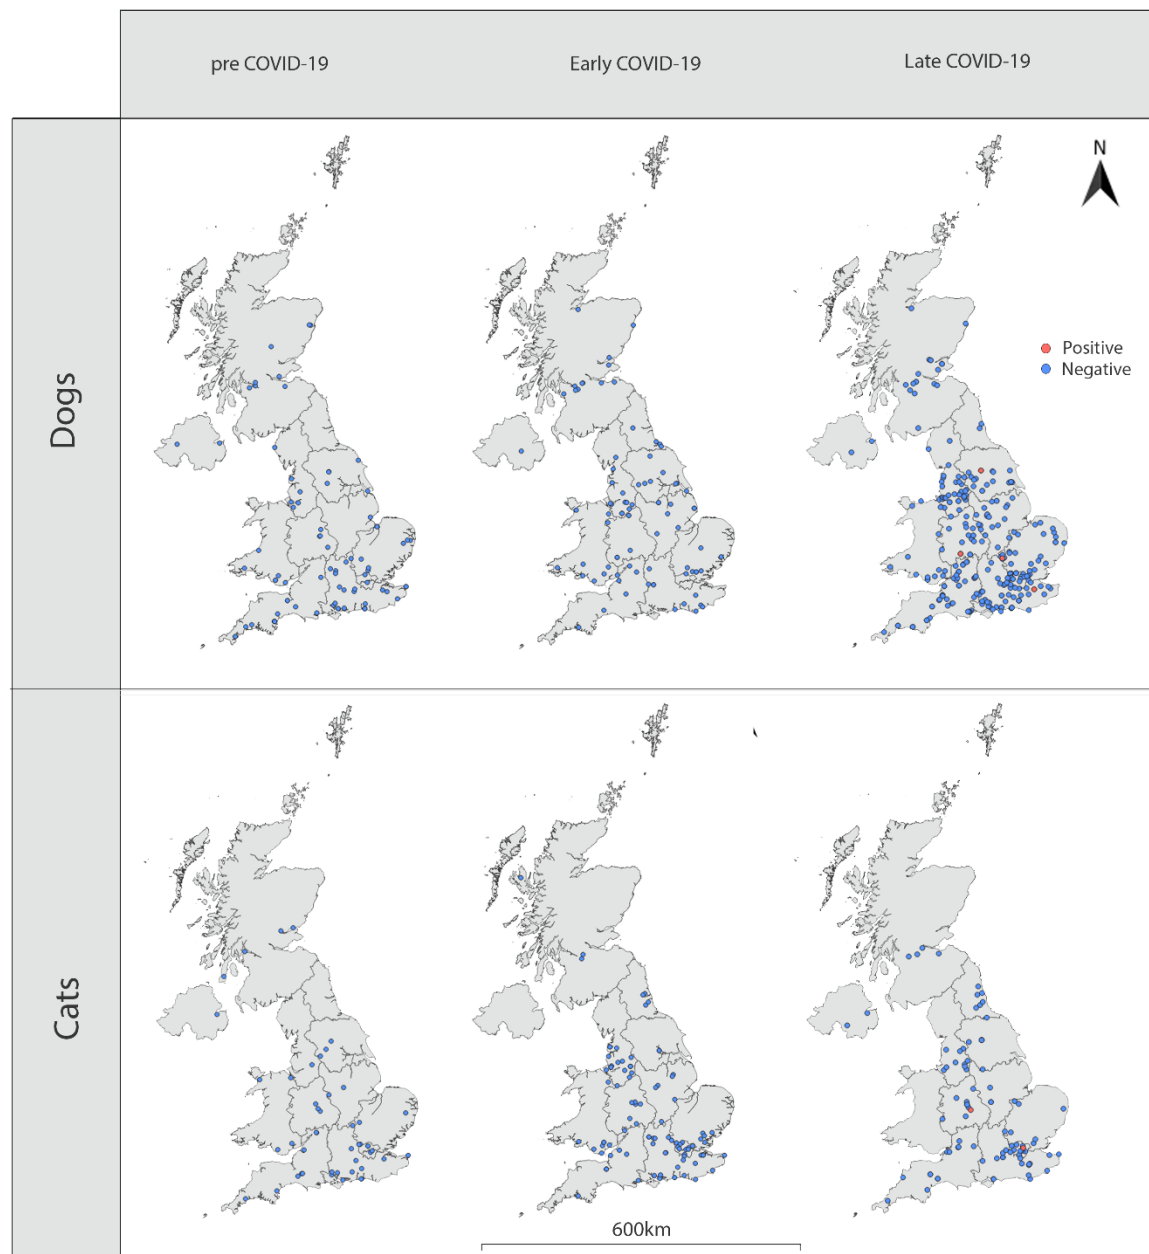 pre COVID-19
Early COVID-19
Late COVID-19
N
Dogs
Positive
Negative
Cats
600km